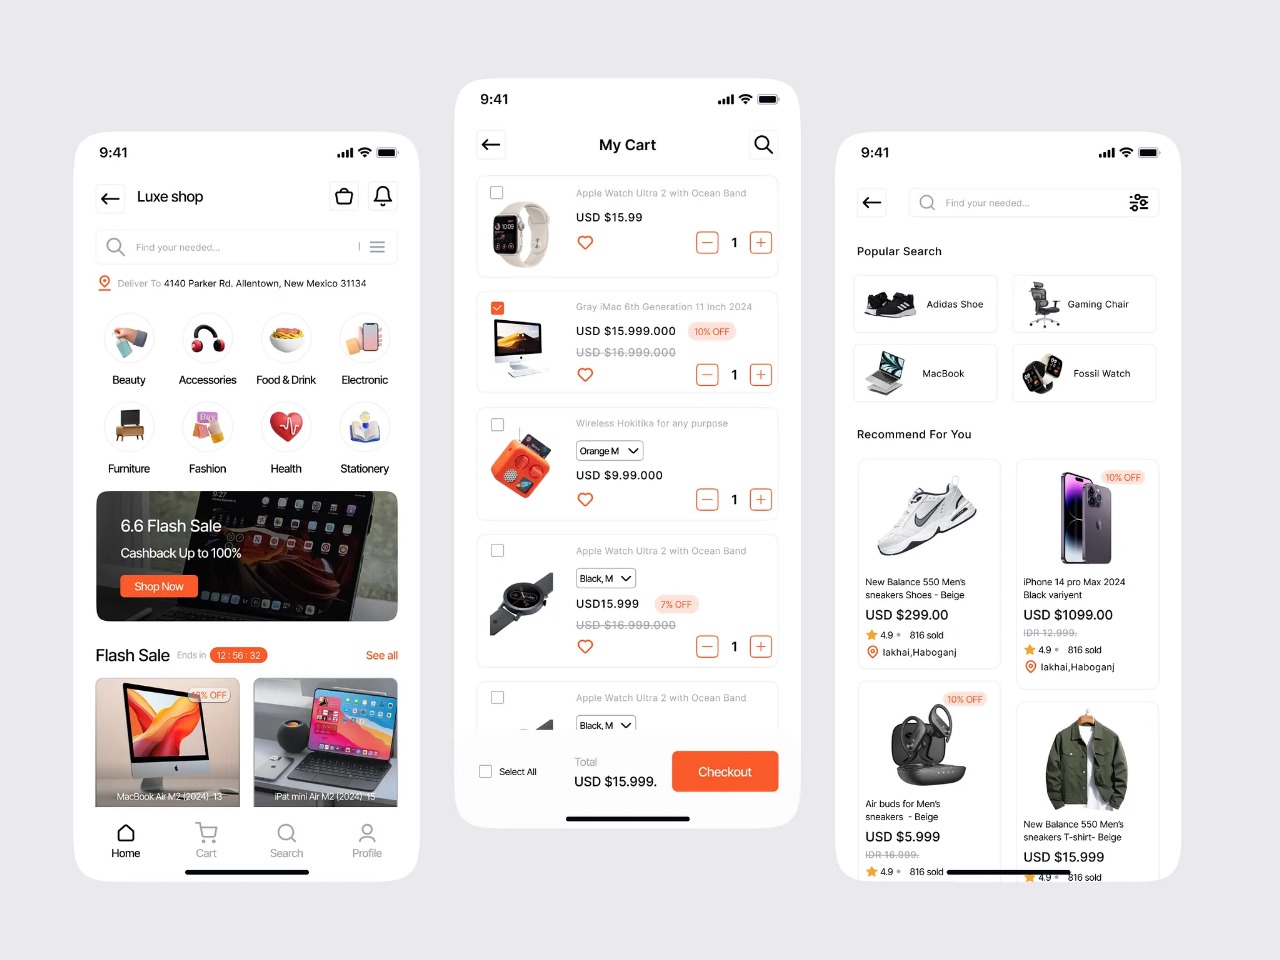 9:41
Luxe shop
Find your needed...
Deliver To 4140 Parker Rd. Allentown, New Mexico 31134
Beauty
Accessories
Food & Drink
Electronic
Furniture
Fashion
Health
Stationery
6.6 Flash Sale
Cashback Up to 100%
Shop Now
Flash Sale
Ends in
12 : 56 : 32
See all
MacBook Air M2 (2024) 13
iPat mini Air M2 (2024) 15
Home
Cart
Search
Profile
9:41
My Cart
Apple Watch Ultra 2 with Ocean Band
USD $15.99
1
Gray iMac 6th Generation 11 Inch 2024
USD $15.999.000
10% OFF
USD $16.999.000
1
Wireless Hokitika for any purpose
Orange M
USD $9.99.000
1
Apple Watch Ultra 2 with Ocean Band
Black, M
USD15.999
7% OFF
USD $16.999.000
1
Apple Watch Ultra 2 with Ocean Band
Black, M
Select All
Total
USD $15.999.
Checkout
9:41
Find your needed...
Popular Search
Adidas Shoe
Gaming Chair
MacBook
Fossil Watch
Recommend For You
New Balance 550 Men's
sneakers Shoes - Beige
USD $299.00
4.9 816 sold
Iakhai,Haboganj
10% OFF
iPhone 14 pro Max 2024
Black variyent
USD $1099.00
IDR 12.999.
4.9 816 sold
Iakhai,Haboganj
10% OFF
Air buds for Men's
sneakers - Beige
USD $5.999
IDR 16.999.
4.9 816 sold
New Balance 550 Men's
sneakers T-shirt- Beige
USD $15.999
4.9 816 sold